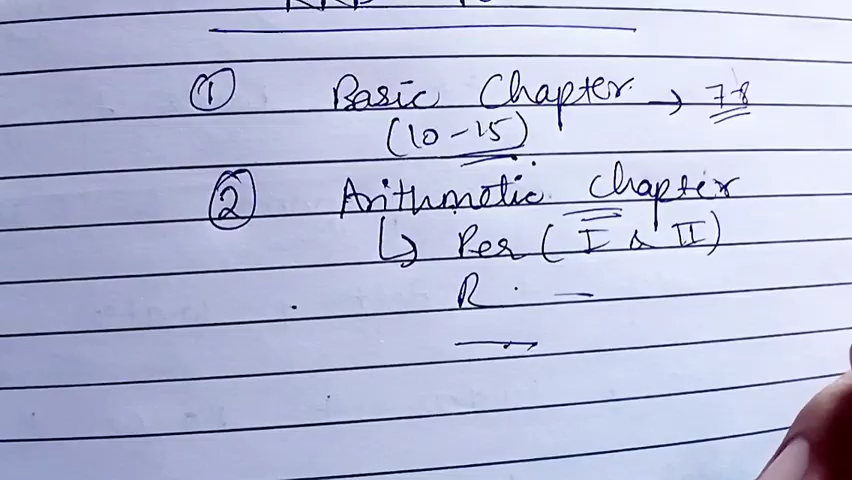 ① Basic Chapter. → 7-8
(10-15)
② Arithmetic Chapter
↳ Per ( I & II )
R. —